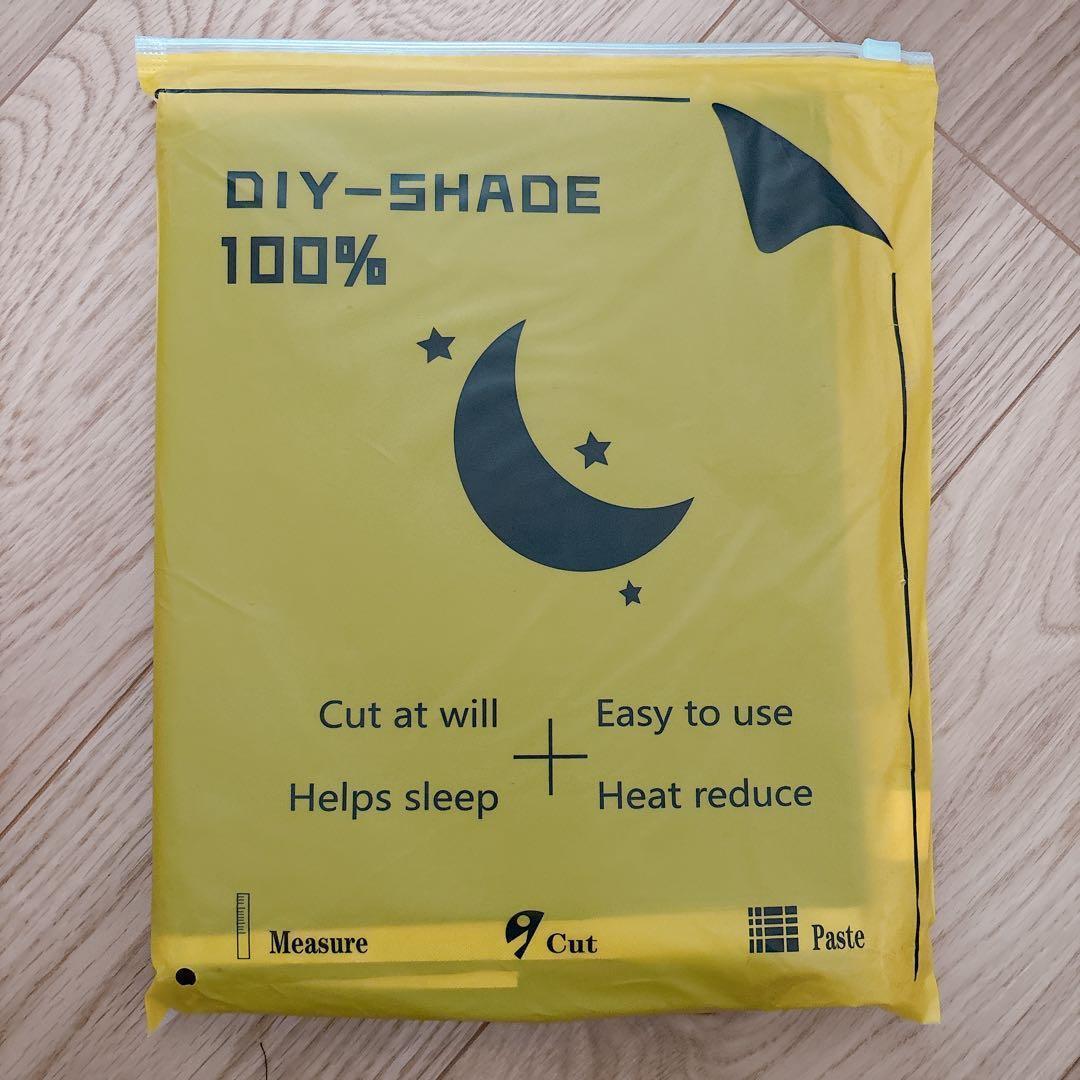 DIY-SHADE
100%
Cut at will
Easy to use
Helps sleep
Heat reduce
Measure
Cut
Paste